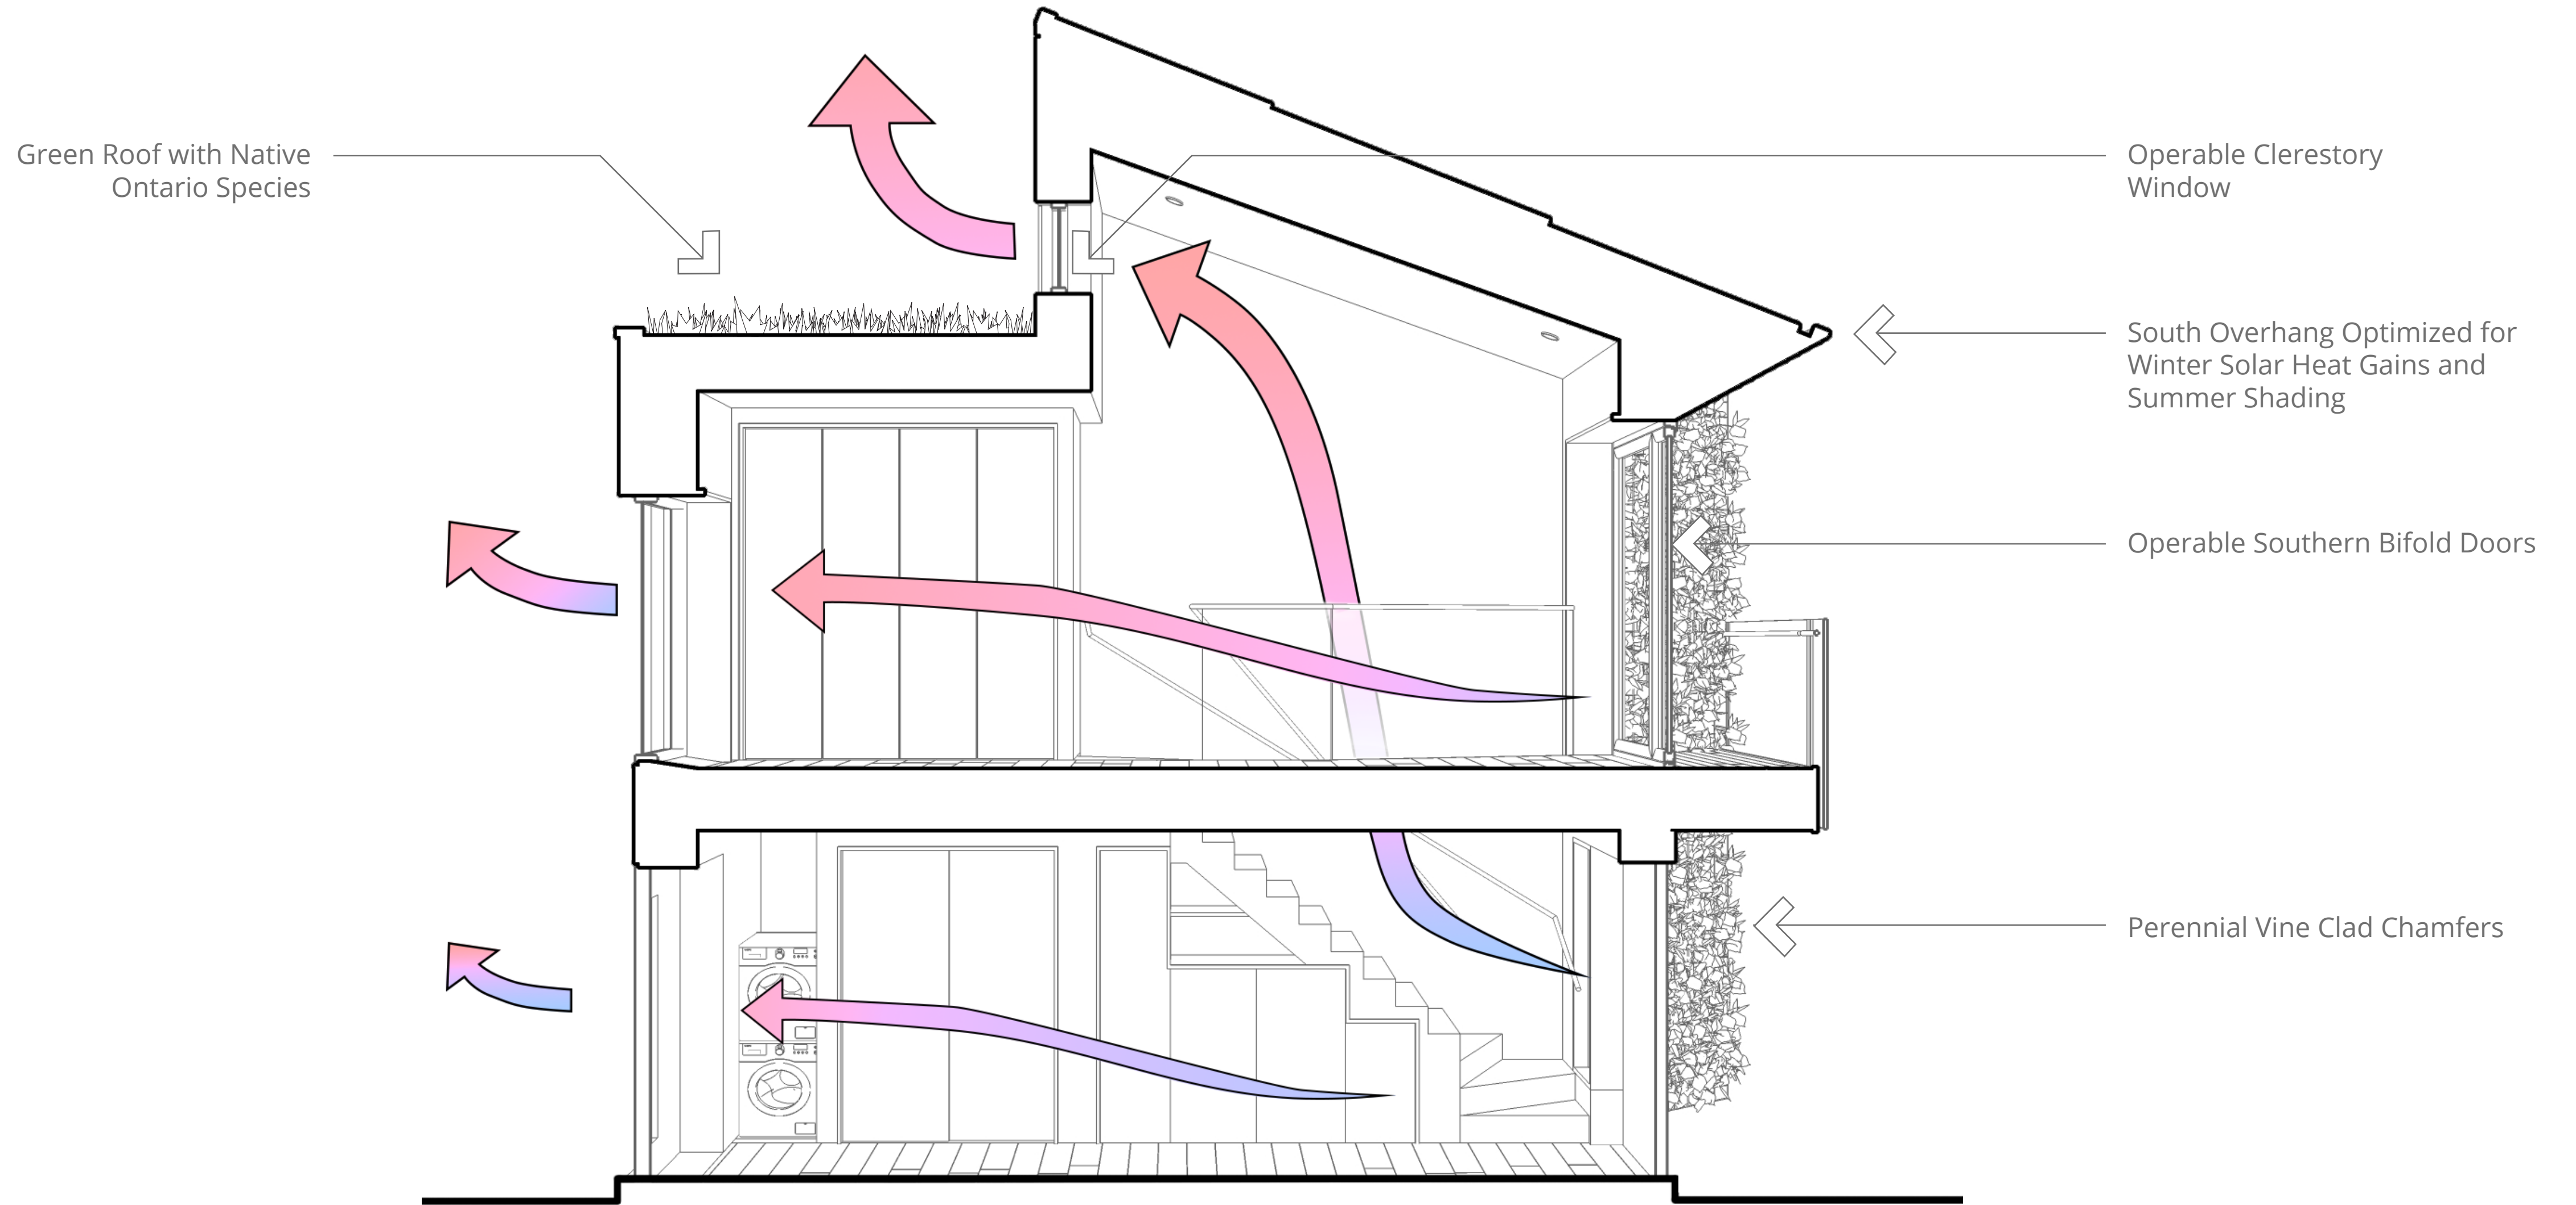 Green Roof with Native
Ontario Species
Operable Clerestory
Window
South Overhang Optimized for
Winter Solar Heat Gains and
Summer Shading
Operable Southern Bifold Doors
Perennial Vine Clad Chamfers